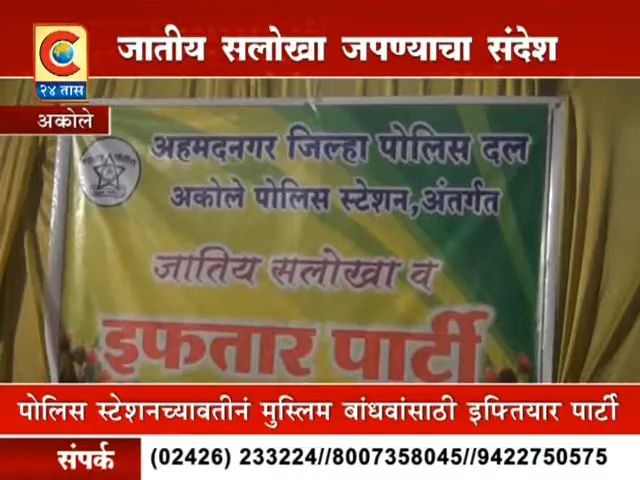 जातीय सलोखा जपण्याचा संदेश
C
२४ तास
अकोले
अहमदनगर जिल्हा पोलिस दल
अकोले पोलिस स्टेशन,अंतर्गत
जातिय सलोखा व
इफतार पार्टी
पोलिस स्टेशनच्यावतीनं मुस्लिम बांधवांसाठी इफ्तियार पार्टी
संपर्क (02426) 233224//8007358045//9422750575